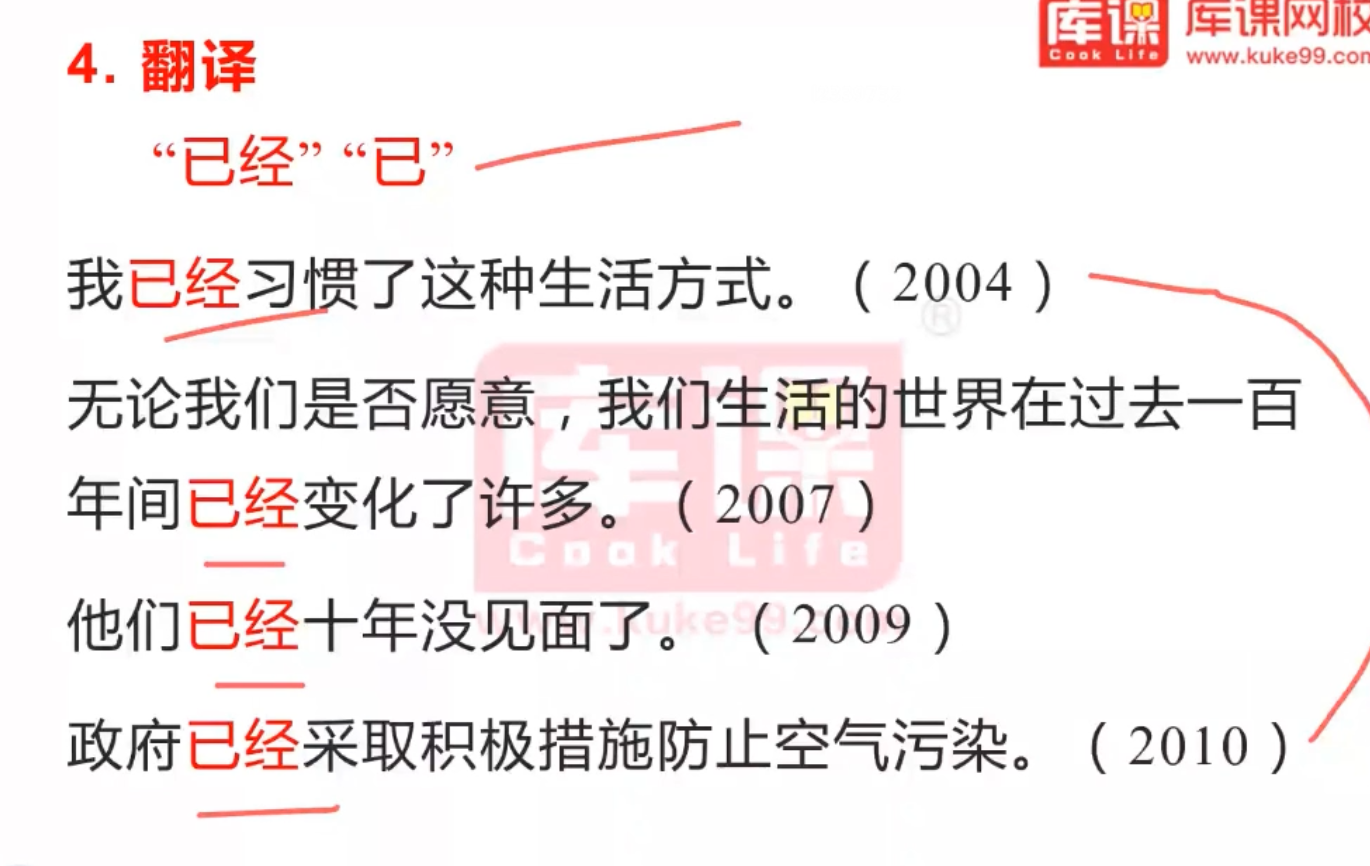 库课 库课网校
Cook Life www.kuke99.com
4. 翻译
“已经” “已”
我已经习惯了这种生活方式。（2004）
®
无论我们是否愿意，我们生活的世界在过去一百
年间已经变化了许多。（2007）
库课
Cook Life
他们已经十年没见面了。（2009）
www.kuke99.com
政府已经采取积极措施防止空气污染。（2010）